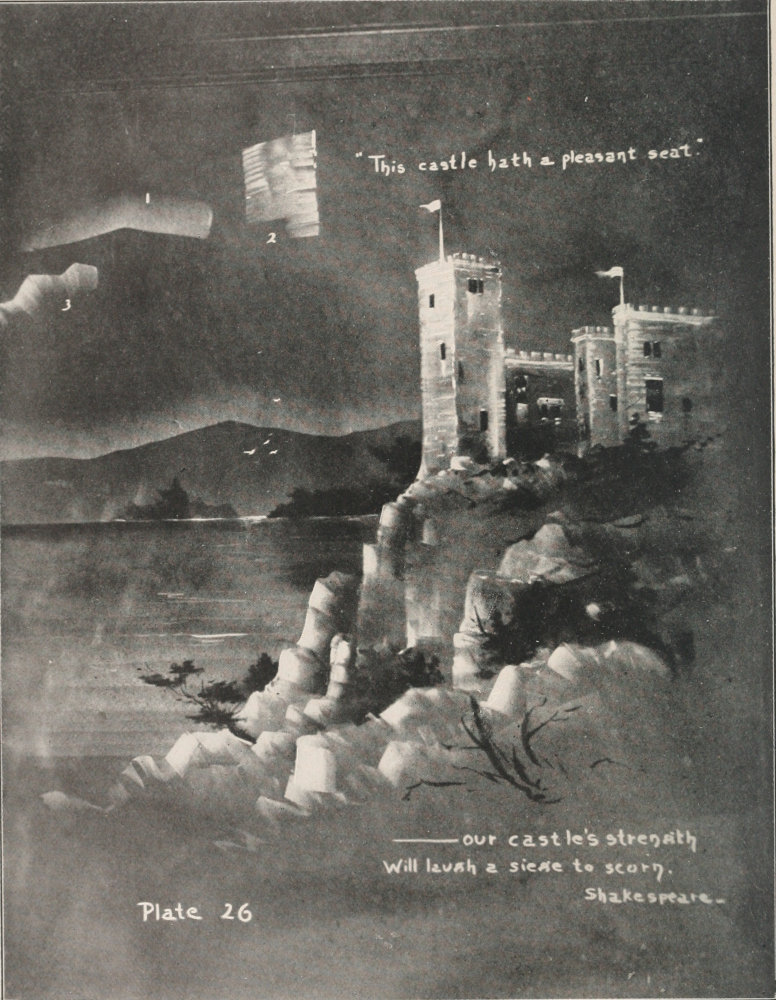 "This castle hath a pleasant seat."
1
2
3
———our castle's strength
Will laugh a siege to scorn.
Shakespeare—
Plate 26